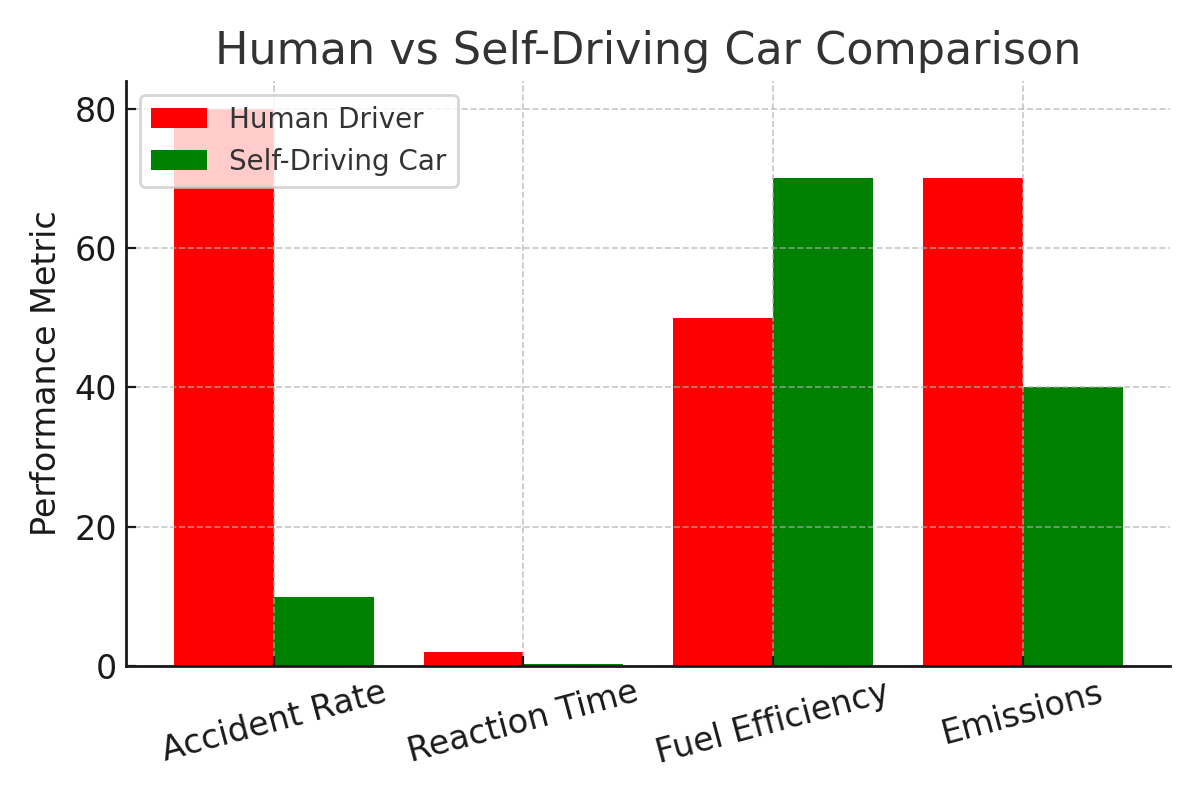 Human vs Self-Driving Car Comparison
Human Driver
Self-Driving Car
Performance Metric
80
60
40
20
0
Accident Rate
Reaction Time
Fuel Efficiency
Emissions